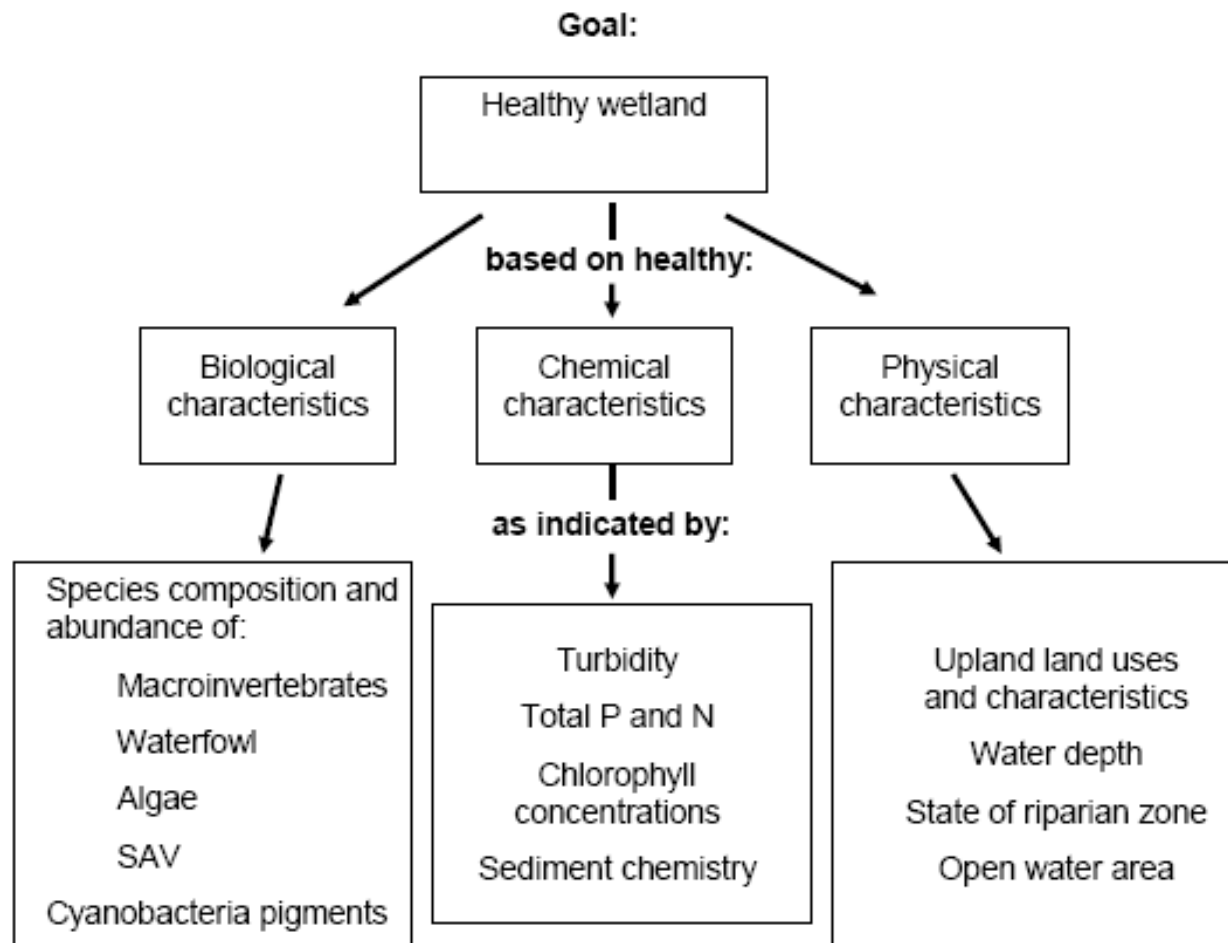 Goal:
Healthy wetland
based on healthy:
Biological
characteristics
Chemical
characteristics
Physical
characteristics
as indicated by:
Species composition and
abundance of:
Macroinvertebrates
Waterfowl
Algae
SAV
Cyanobacteria pigments
Turbidity
Total P and N
Chlorophyll
concentrations
Sediment chemistry
Upland land uses
and characteristics
Water depth
State of riparian zone
Open water area